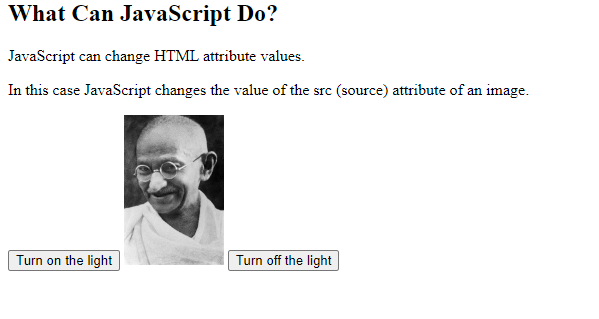 What Can JavaScript Do?
JavaScript can change HTML attribute values.
In this case JavaScript changes the value of the src (source) attribute of an image.
Turn on the light Turn off the light